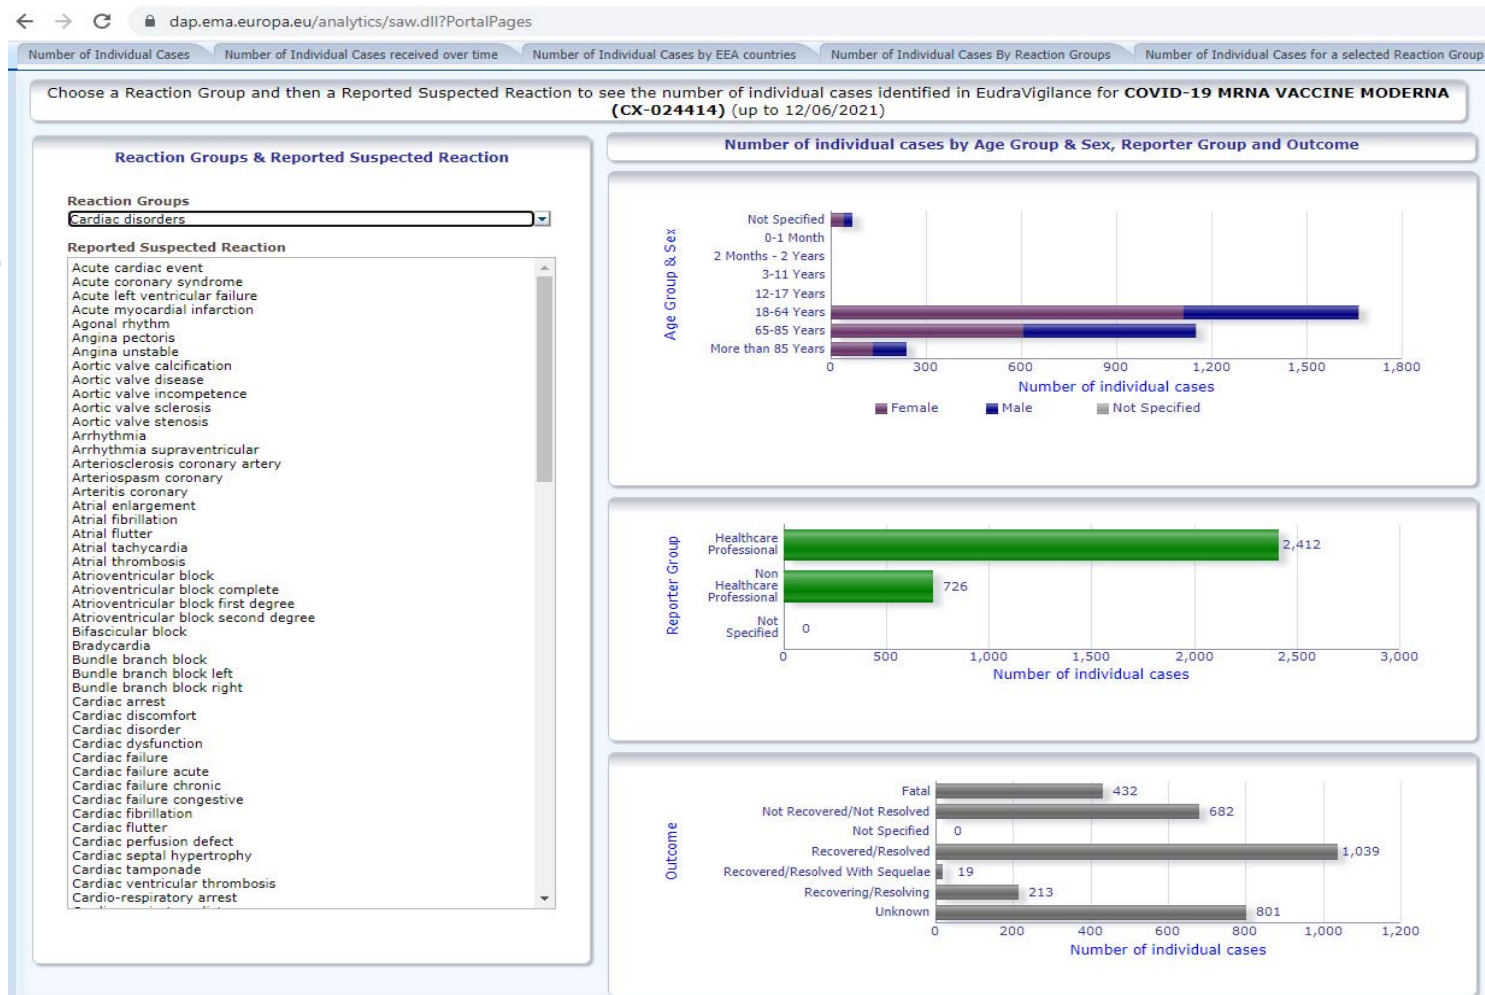 dap.ema.europa.eu/analytics/saw.dll?PortalPages
Number of Individual Cases
Number of Individual Cases received over time
Number of Individual Cases by EEA countries
Number of Individual Cases By Reaction Groups
Number of Individual Cases for a selected Reaction Group
Choose a Reaction Group and then a Reported Suspected Reaction to see the number of individual cases identified in EudraVigilance for COVID-19 MRNA VACCINE MODERNA
(CX-024414) (up to 12/06/2021)
Reaction Groups & Reported Suspected Reaction
Reaction Groups
Cardiac disorders
Reported Suspected Reaction
Acute cardiac event
Acute coronary syndrome
Acute left ventricular failure
Acute myocardial infarction
Agonal rhythm
Angina pectoris
Angina unstable
Aortic valve calcification
Aortic valve disease
Aortic valve incompetence
Aortic valve sclerosis
Aortic valve stenosis
Arrhythmia
Arrhythmia supraventricular
Arteriosclerosis coronary artery
Arteriospasm coronary
Arteritis coronary
Atrial enlargement
Atrial fibrillation
Atrial flutter
Atrial tachycardia
Atrial thrombosis
Atrioventricular block
Atrioventricular block complete
Atrioventricular block first degree
Atrioventricular block second degree
Bifascicular block
Bradycardia
Bundle branch block
Bundle branch block left
Bundle branch block right
Cardiac arrest
Cardiac discomfort
Cardiac disorder
Cardiac dysfunction
Cardiac failure
Cardiac failure acute
Cardiac failure chronic
Cardiac failure congestive
Cardiac fibrillation
Cardiac flutter
Cardiac perfusion defect
Cardiac septal hypertrophy
Cardiac tamponade
Cardiac ventricular thrombosis
Cardio-respiratory arrest
Number of individual cases by Age Group & Sex, Reporter Group and Outcome
Age Group & Sex
Not Specified
0-1 Month
2 Months - 2 Years
3-11 Years
12-17 Years
18-64 Years
65-85 Years
More than 85 Years
0 300 600 900 1,200 1,500 1,800
Number of individual cases
Female Male Not Specified
Reporter Group
Healthcare
Professional
2,412
Non
Healthcare
Professional
726
Not
Specified
0
0 500 1,000 1,500 2,000 2,500 3,000
Number of individual cases
Outcome
Fatal 432
Not Recovered/Not Resolved 682
Not Specified 0
Recovered/Resolved 1,039
Recovered/Resolved With Sequelae 19
Recovering/Resolving 213
Unknown 801
0 200 400 600 800 1,000 1,200
Number of individual cases